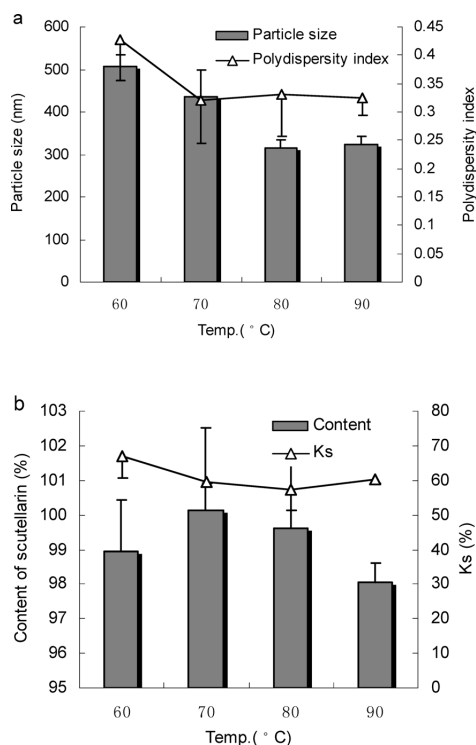 a
Particle size
Polydispersity index
Particle size (nm)
600
500
400
300
200
100
0
0.45
0.4
0.35
0.3
0.25
0.2
0.15
0.1
0.05
0
Polydispersity index
60 70 80 90
Temp.( ° C)
b
Content
Ks
Content of scutellarin (%)
103
102
101
100
99
98
97
96
95
80
70
60
50
40
30
20
10
0
Ks (%)
60 70 80 90
Temp.( ° C)